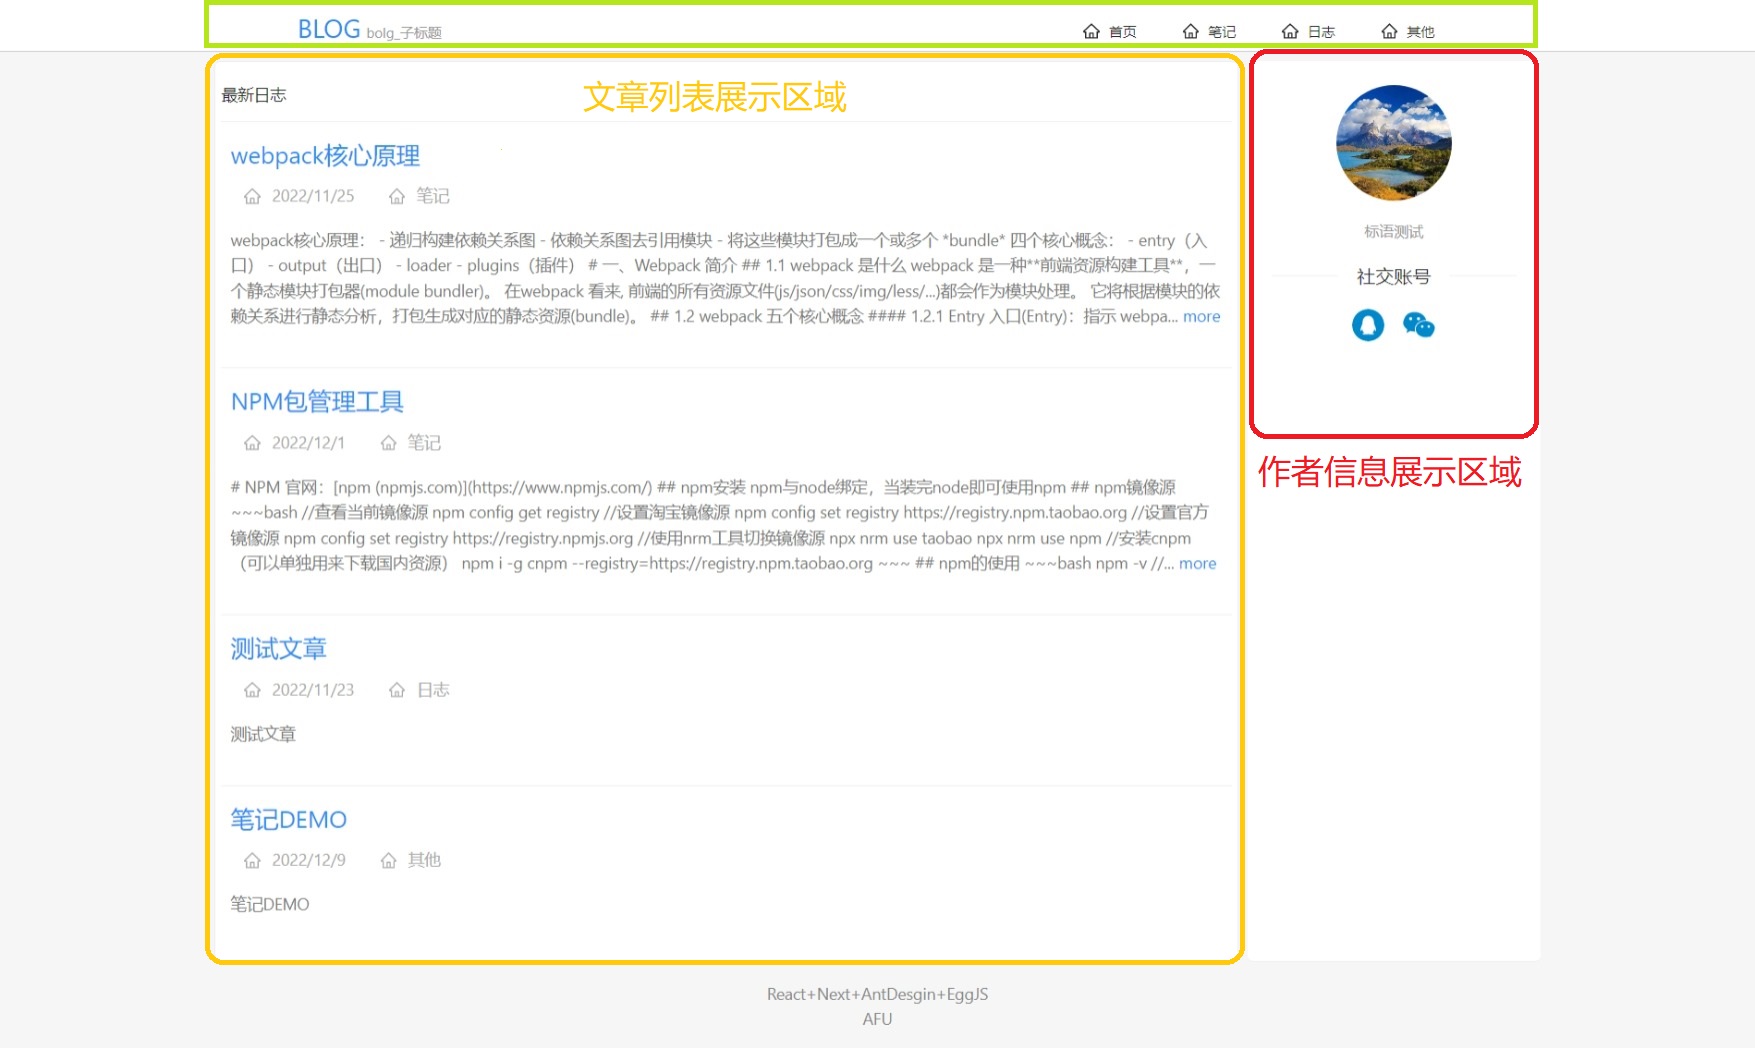 BLOG bolg_子标题 首页 笔记 日志 其他
最新日志
文章列表展示区域
webpack核心原理
2022/11/25 笔记
webpack核心原理： - 递归构建依赖关系图 - 依赖关系图去引用模块 - 将这些模块打包成一个或多个 *bundle* 四个核心概念： - entry（入
口） - output（出口） - loader - plugins（插件） # 一、Webpack 简介 ## 1.1 webpack 是什么 webpack 是一种**前端资源构建工具**，一
个静态模块打包器(module bundler)。 在webpack 看来, 前端的所有资源文件(js/json/css/img/less/...)都会作为模块处理。 它将根据模块的依
赖关系进行静态分析，打包生成对应的静态资源(bundle)。 ## 1.2 webpack 五个核心概念 #### 1.2.1 Entry 入口(Entry)：指示 webpa... more
NPM包管理工具
2022/12/1 笔记
# NPM 官网：[npm (npmjs.com)](https://www.npmjs.com/) ## npm安装 npm与node绑定，当装完node即可使用npm ## npm镜像源
~~~bash //查看当前镜像源 npm config get registry //设置淘宝镜像源 npm config set registry https://registry.npm.taobao.org //设置官方
镜像源 npm config set registry https://registry.npmjs.org //使用nrm工具切换镜像源 npx nrm use taobao npx nrm use npm //安装cnpm
（可以单独用来下载国内资源） npm i -g cnpm --registry=https://registry.npm.taobao.org ~~~ ## npm的使用 ~~~bash npm -v //... more
测试文章
2022/11/23 日志
测试文章
笔记DEMO
2022/12/9 其他
笔记DEMO
标语测试
社交账号
作者信息展示区域
React+Next+AntDesgin+EggJS
AFU